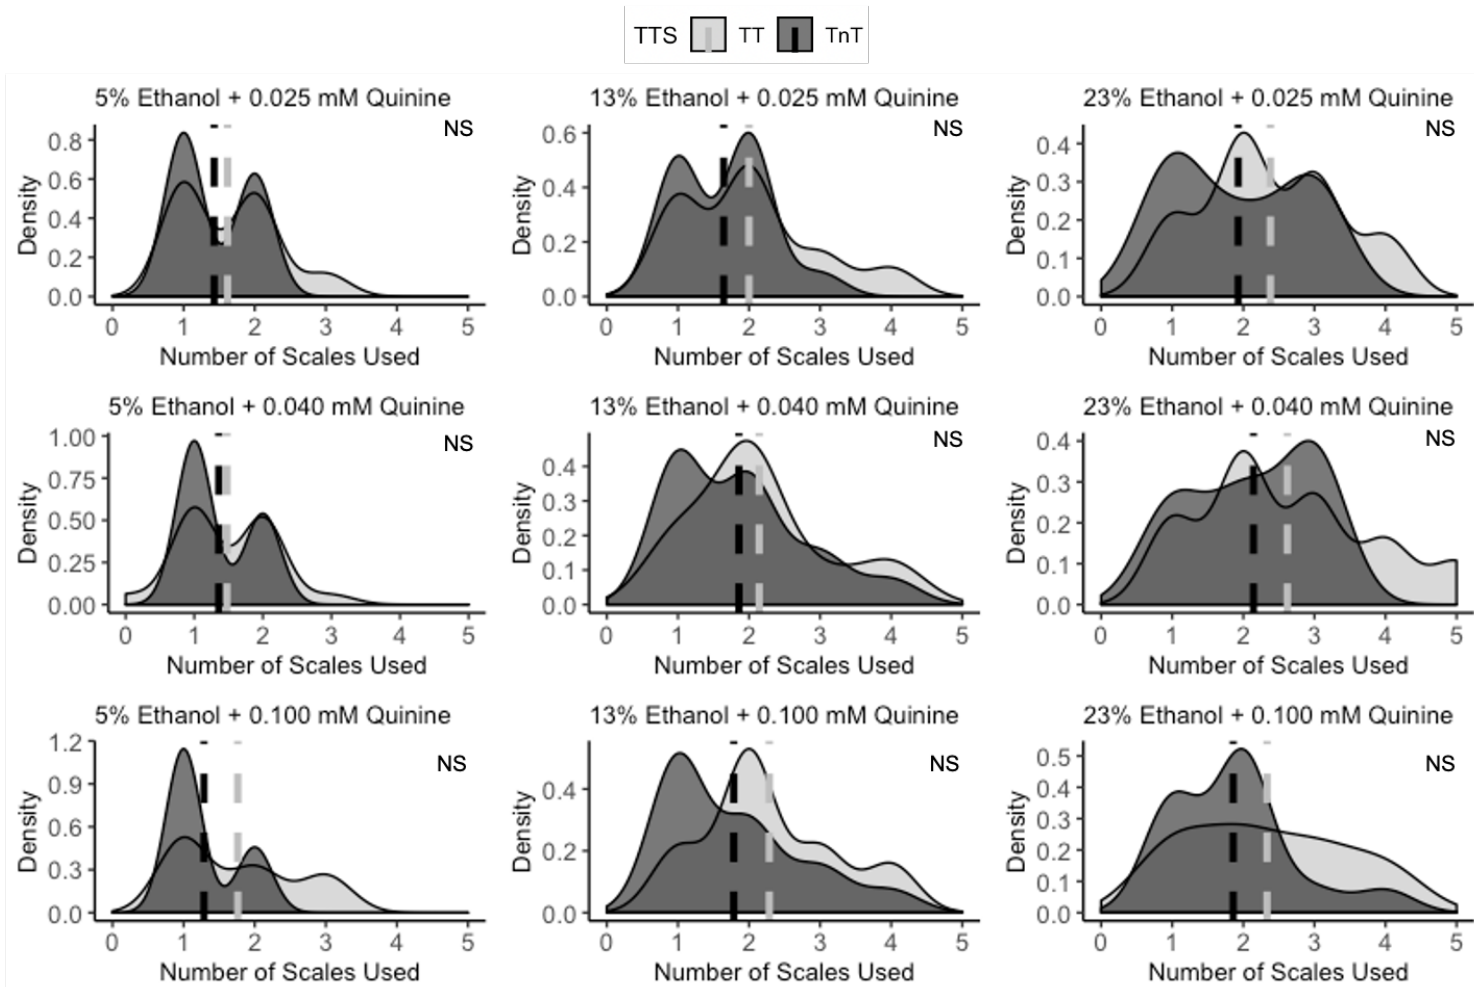 TTS TT TnT
5% Ethanol + 0.025 mM Quinine
NS
Density
0.8
0.6
0.4
0.2
0.0
0 1 2 3 4 5
Number of Scales Used
13% Ethanol + 0.025 mM Quinine
NS
Density
0.6
0.4
0.2
0.0
0 1 2 3 4 5
Number of Scales Used
23% Ethanol + 0.025 mM Quinine
NS
Density
0.4
0.3
0.2
0.1
0.0
0 1 2 3 4 5
Number of Scales Used
5% Ethanol + 0.040 mM Quinine
NS
Density
1.00
0.75
0.50
0.25
0.00
0 1 2 3 4 5
Number of Scales Used
13% Ethanol + 0.040 mM Quinine
NS
Density
0.4
0.3
0.2
0.1
0.0
0 1 2 3 4 5
Number of Scales Used
23% Ethanol + 0.040 mM Quinine
NS
Density
0.4
0.3
0.2
0.1
0.0
0 1 2 3 4 5
Number of Scales Used
5% Ethanol + 0.100 mM Quinine
NS
Density
1.2
0.9
0.6
0.3
0.0
0 1 2 3 4 5
Number of Scales Used
13% Ethanol + 0.100 mM Quinine
NS
Density
0.4
0.2
0.0
0 1 2 3 4 5
Number of Scales Used
23% Ethanol + 0.100 mM Quinine
NS
Density
0.5
0.4
0.3
0.2
0.1
0.0
0 1 2 3 4 5
Number of Scales Used